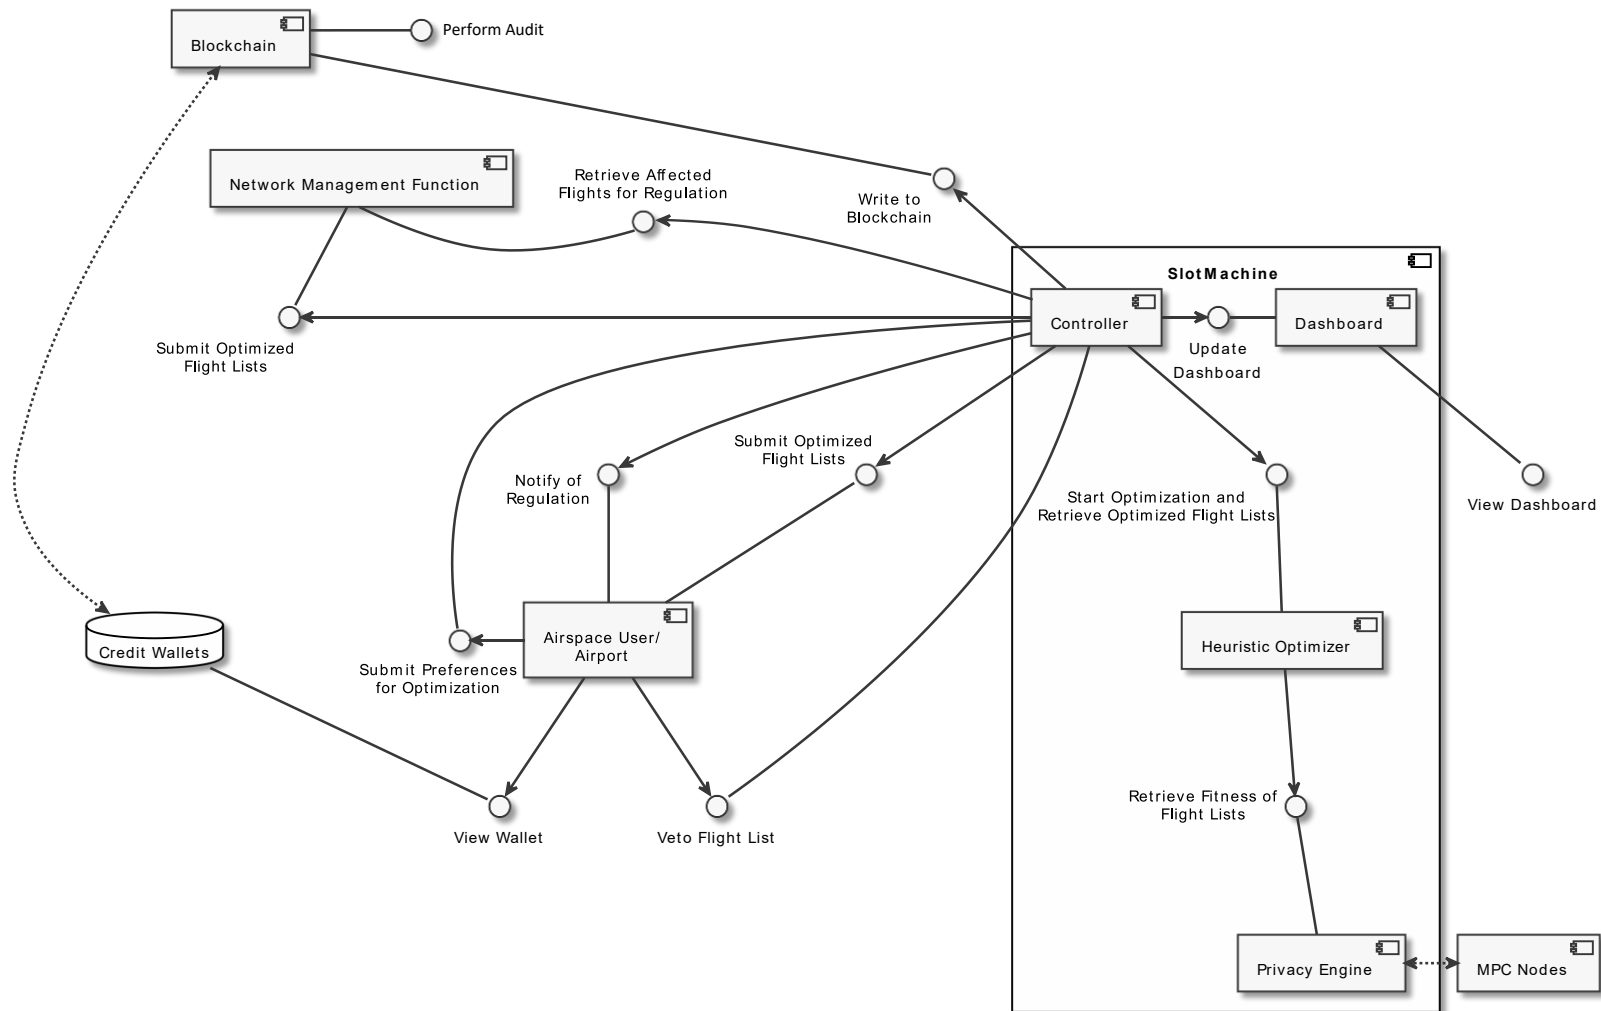 Blockchain
Perform Audit
Network Management Function
Retrieve Affected
Flights for Regulation
Write to
Blockchain
SlotMachine
Controller
Dashboard
Update
Dashboard
Submit Optimized
Flight Lists
Submit Optimized
Flight Lists
Notify of
Regulation
Start Optimization and
Retrieve Optimized Flight Lists
View Dashboard
Credit Wallets
Airspace User/
Airport
Submit Preferences
for Optimization
Heuristic Optimizer
View Wallet
Veto Flight List
Retrieve Fitness of
Flight Lists
Privacy Engine
MPC Nodes